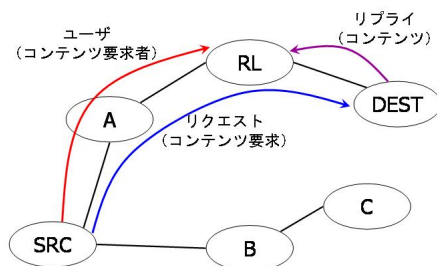 ユーザ
(コンテンツ要求者)
リプライ
(コンテンツ)
RL
DEST
A
リクエスト
(コンテンツ要求)
C
SRC
B